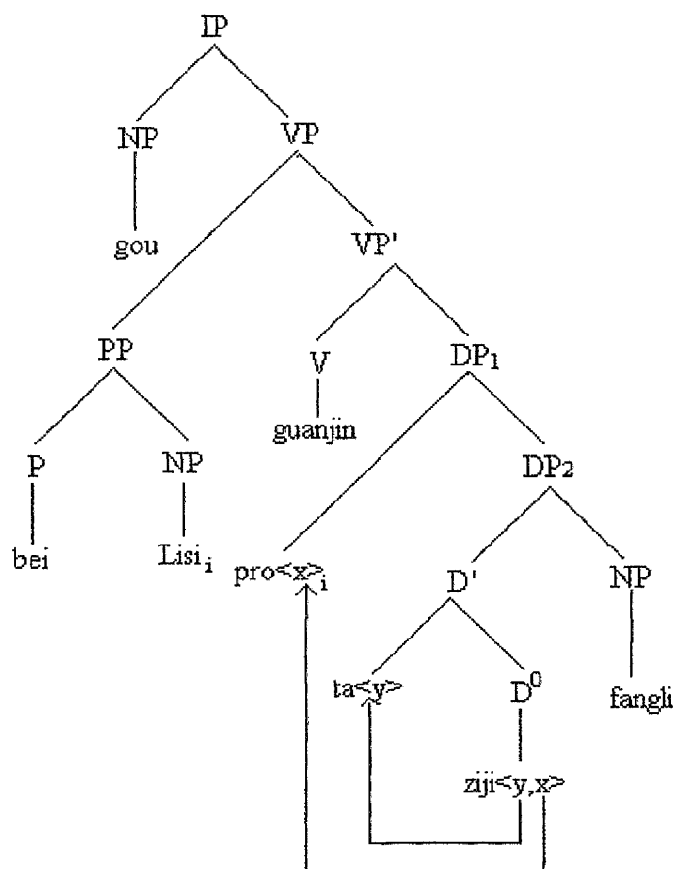 IP
NP VP
gou VP'
PP V DP₁
guanjin
P NP DP₂
bei Lisi ᵢ pro<x>ᵢ D' NP
ta<y> D⁰ fangli
ziji<y,x>